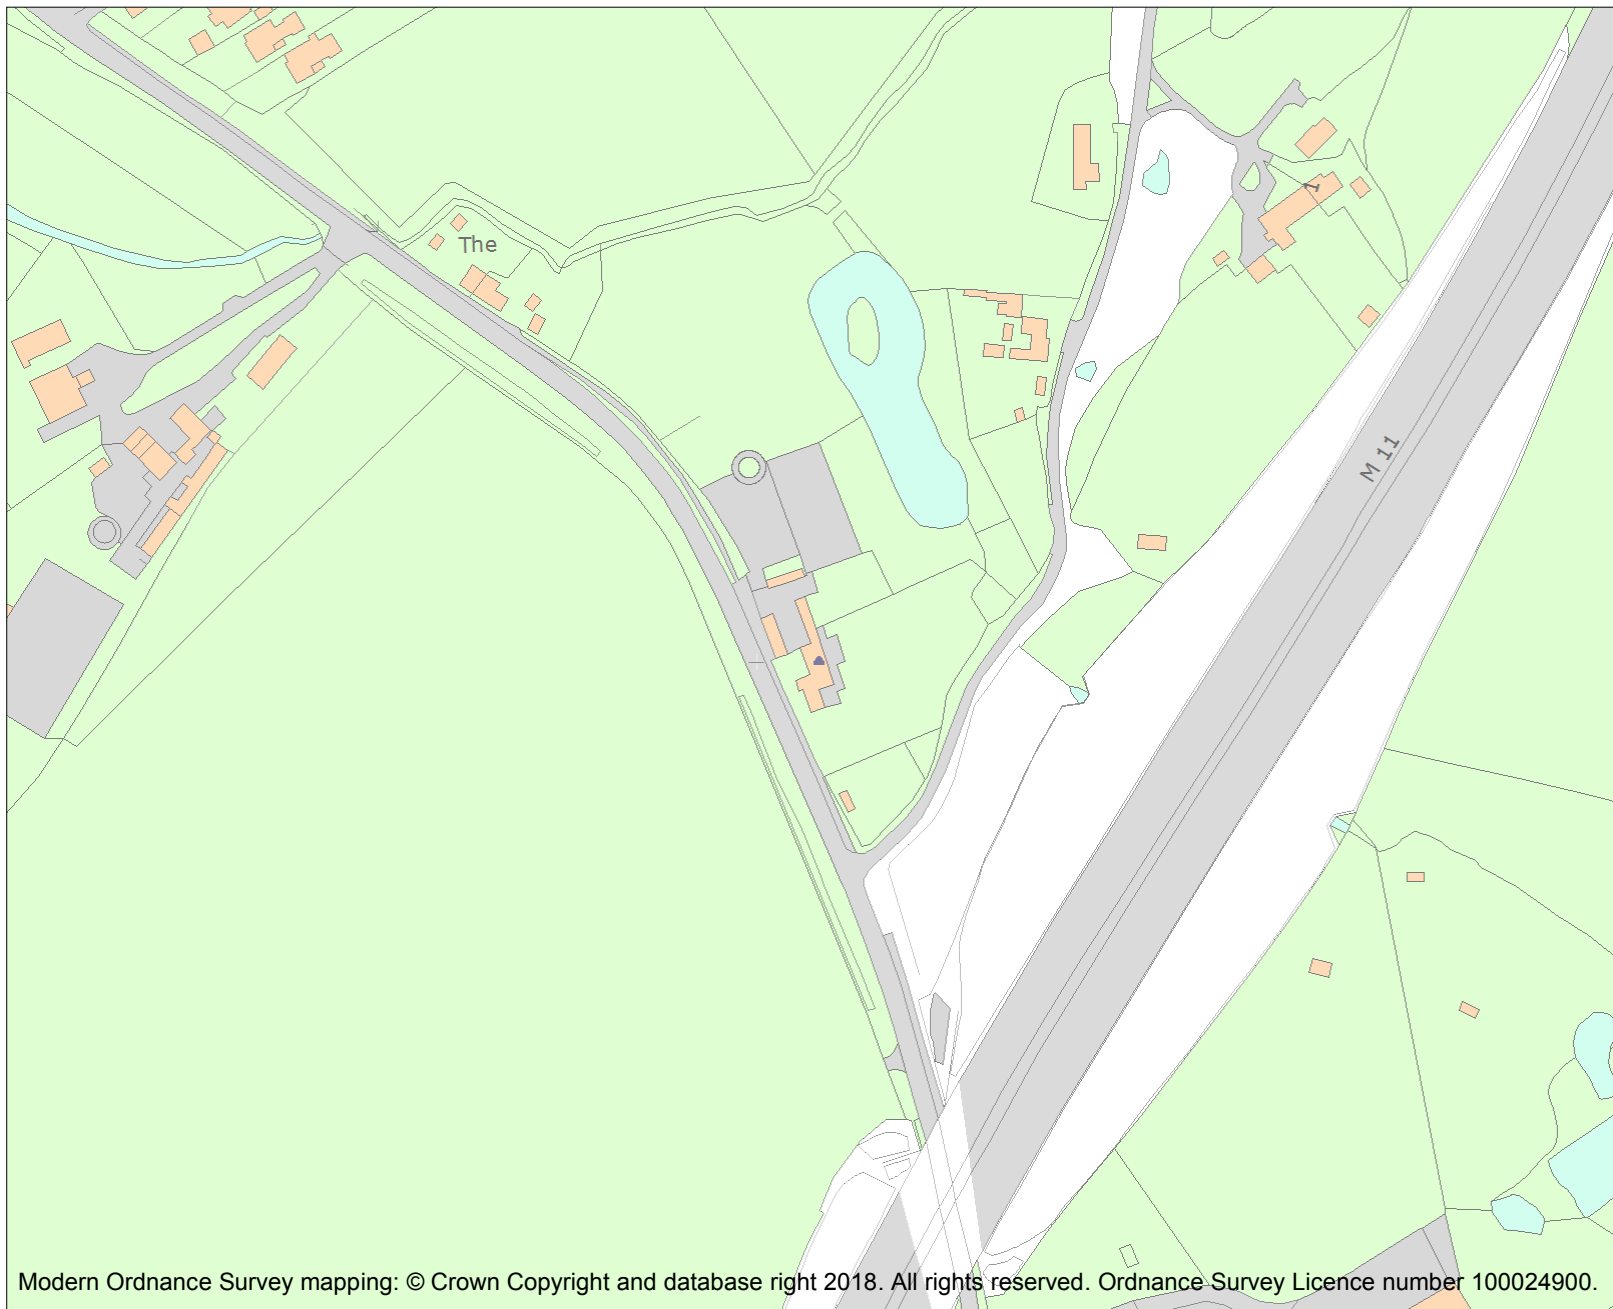 1
The
M 11
Modern Ordnance Survey mapping: © Crown Copyright and database right 2018. All rights reserved. Ordnance Survey Licence number 100024900.